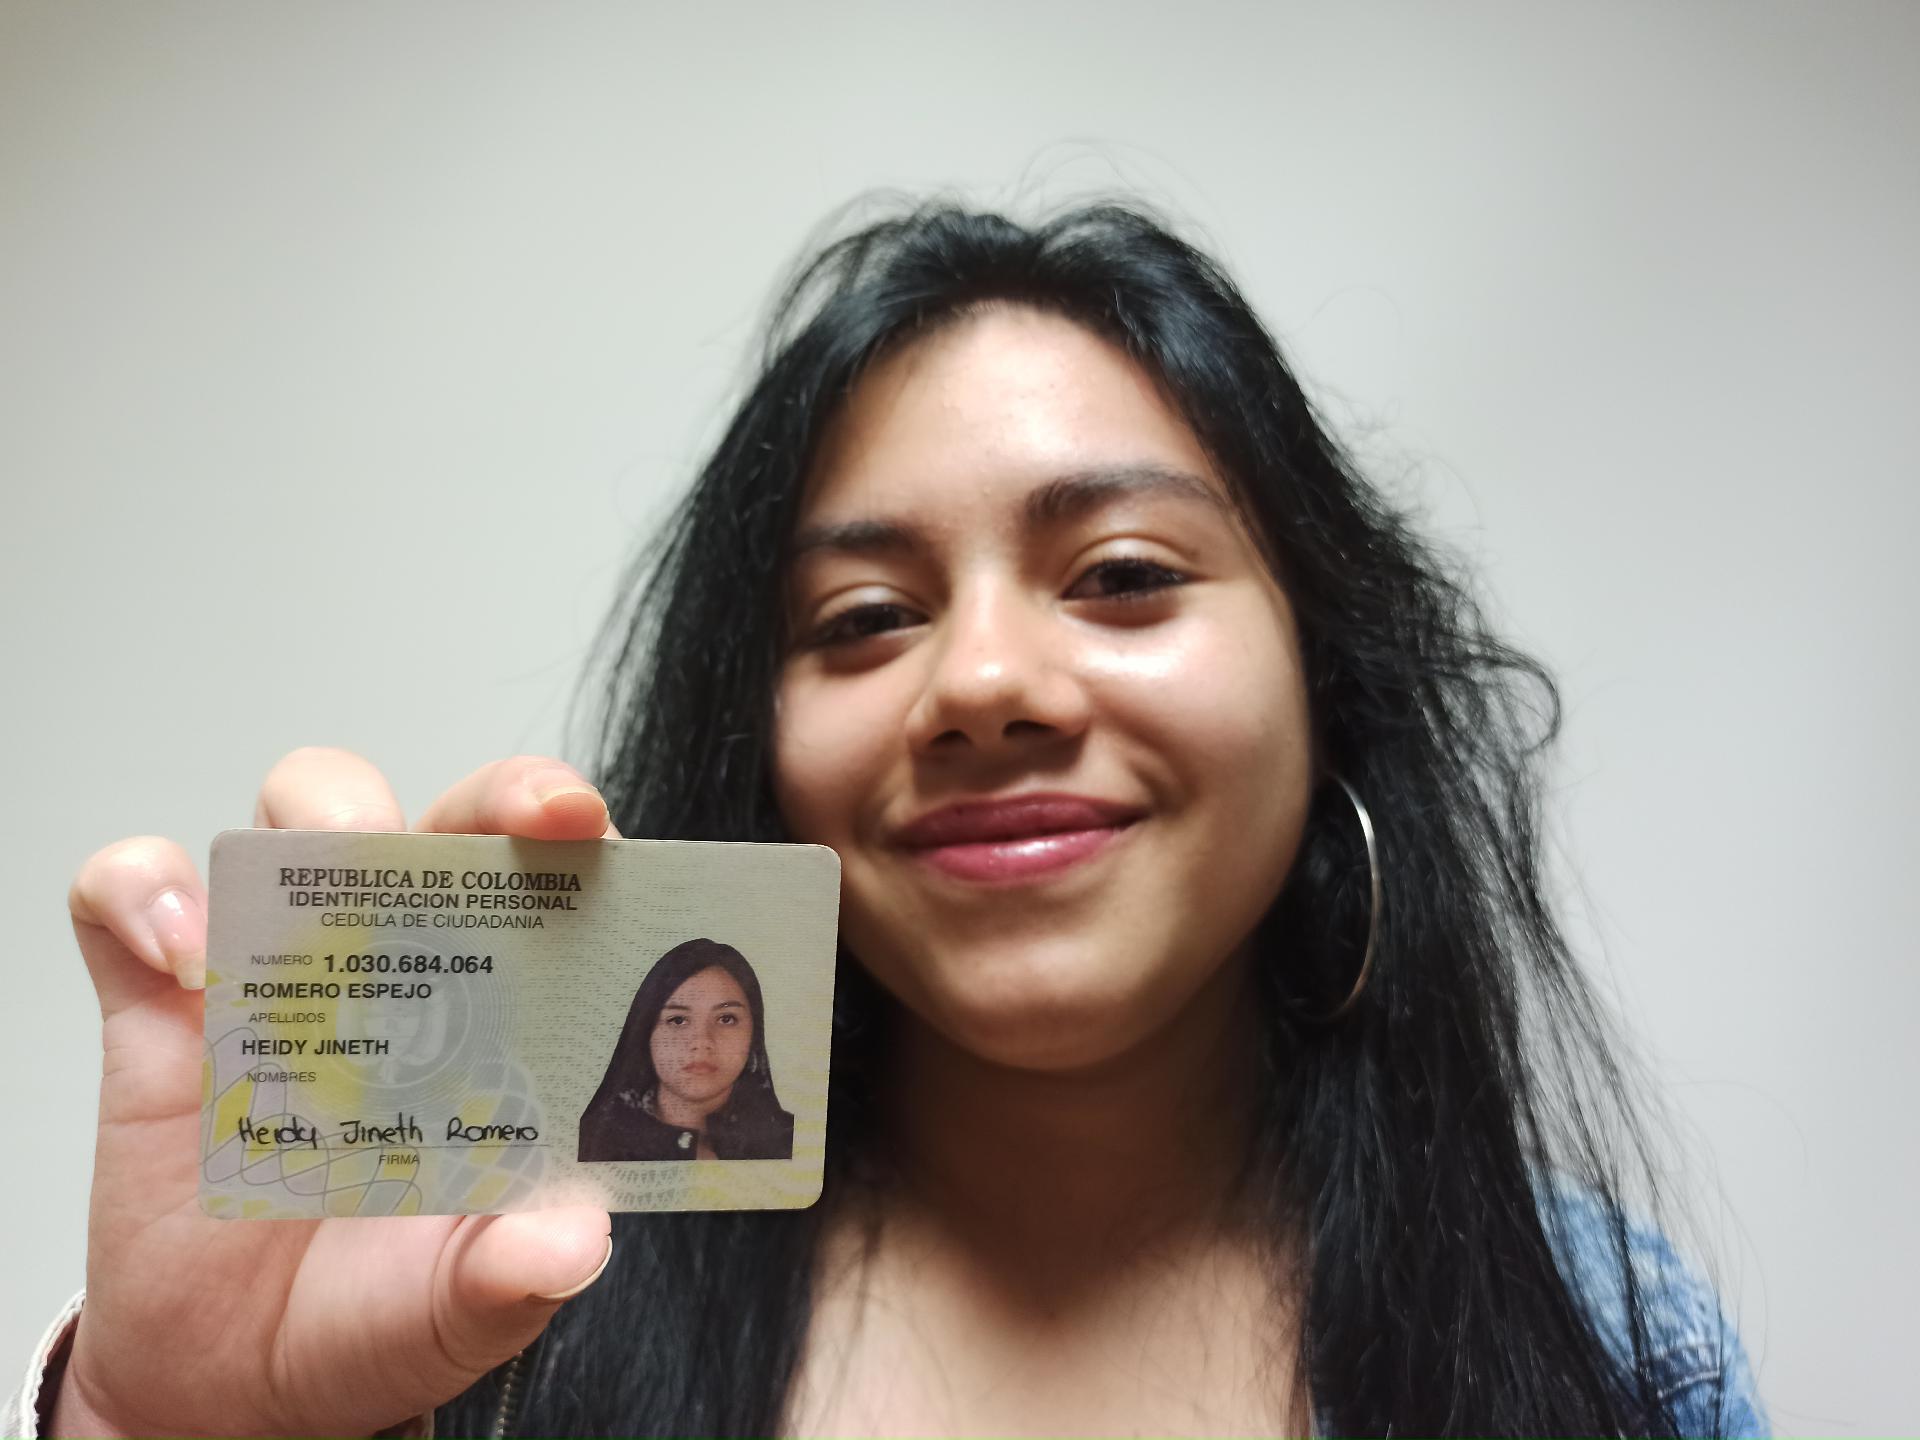 REPUBLICA DE COLOMBIA
IDENTIFICACION PERSONAL
CEDULA DE CIUDADANIA
NUMERO 1.030.684.064
ROMERO ESPEJO
APELLIDOS
HEIDY JINETH
NOMBRES
Heidy Jineth Romero
FIRMA